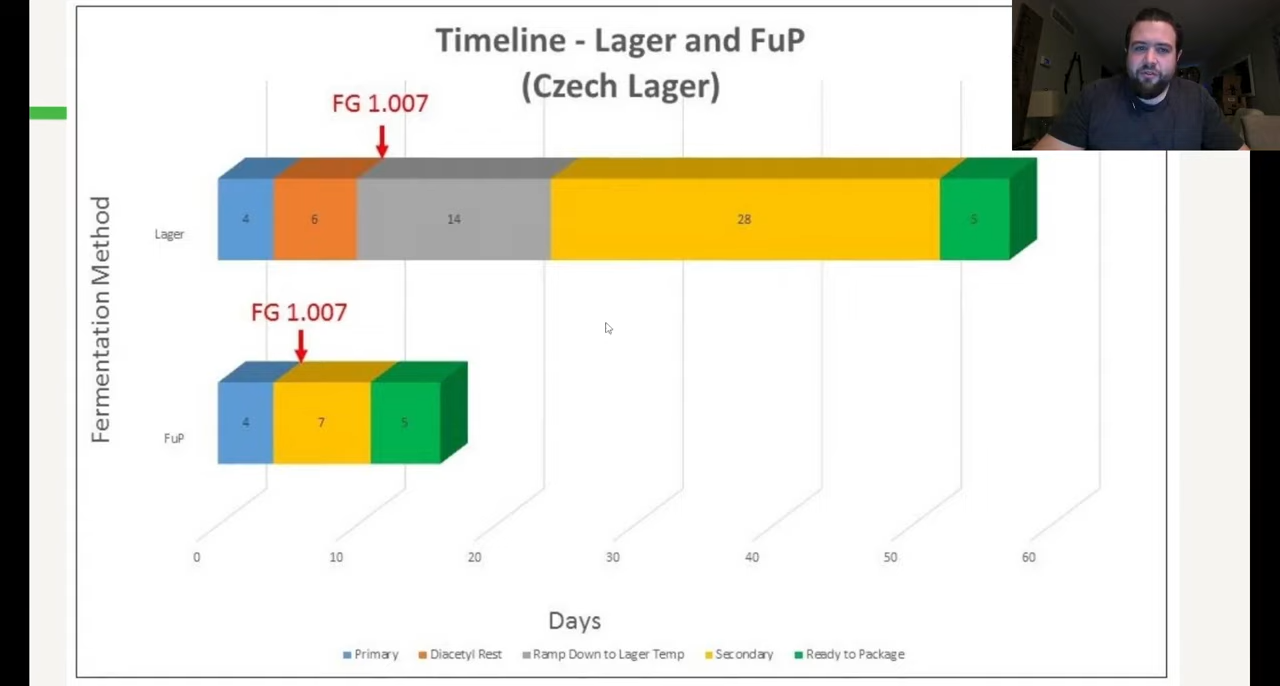 Timeline - Lager and FuP
(Czech Lager)
FG 1.007
Fermentation Method
Lager
4 6 14 28 5
FG 1.007
FuP
4 7 5
0 10 20 30 40 50 60
Days
Primary Diacetyl Rest Ramp Down to Lager Temp Secondary Ready to Package